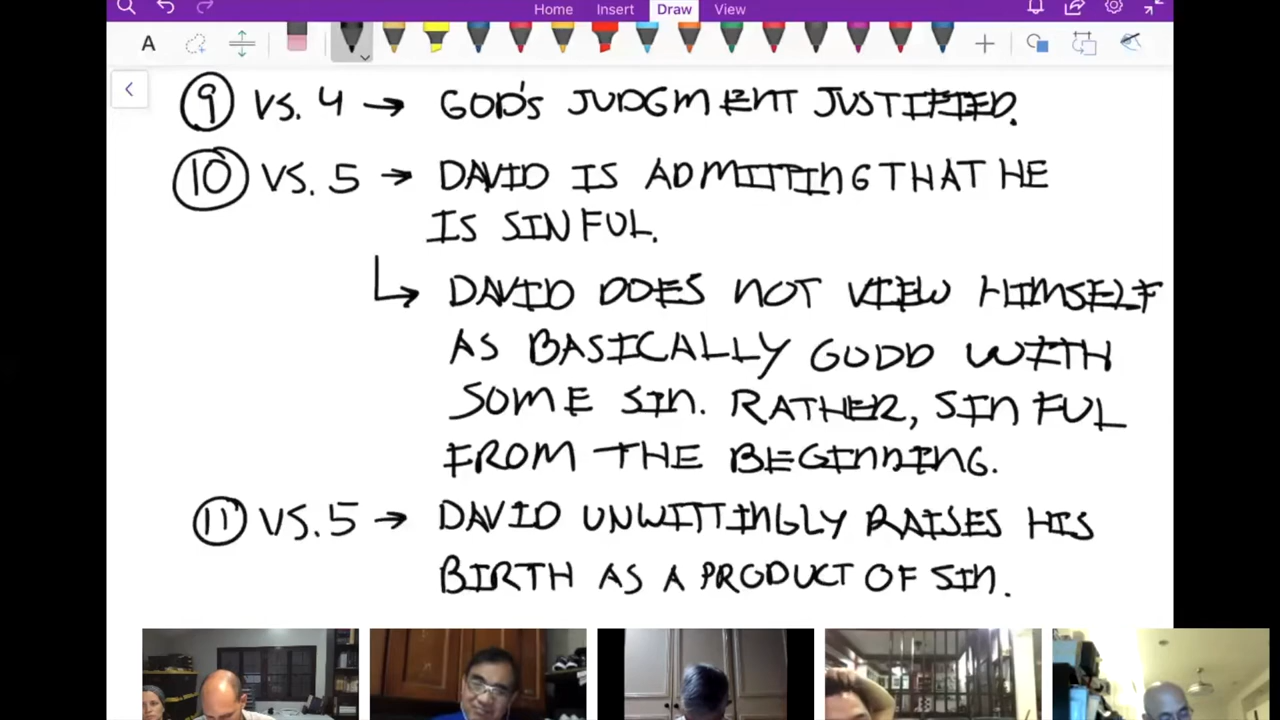 Home Insert Draw View
A
9 VS. 4 → GOD'S JUDGMENT JUSTIFIED.
10 VS. 5 → DAVID IS ADMITTING THAT HE
IS SINFUL.
↳ DAVID DOES NOT VIEW HIMSELF
AS BASICALLY GOOD WITH
SOME SIN. RATHER, SINFUL
FROM THE BEGINNING.
11 VS. 5 → DAVID UNWITTINGLY RAISES HIS
BIRTH AS A PRODUCT OF SIN.